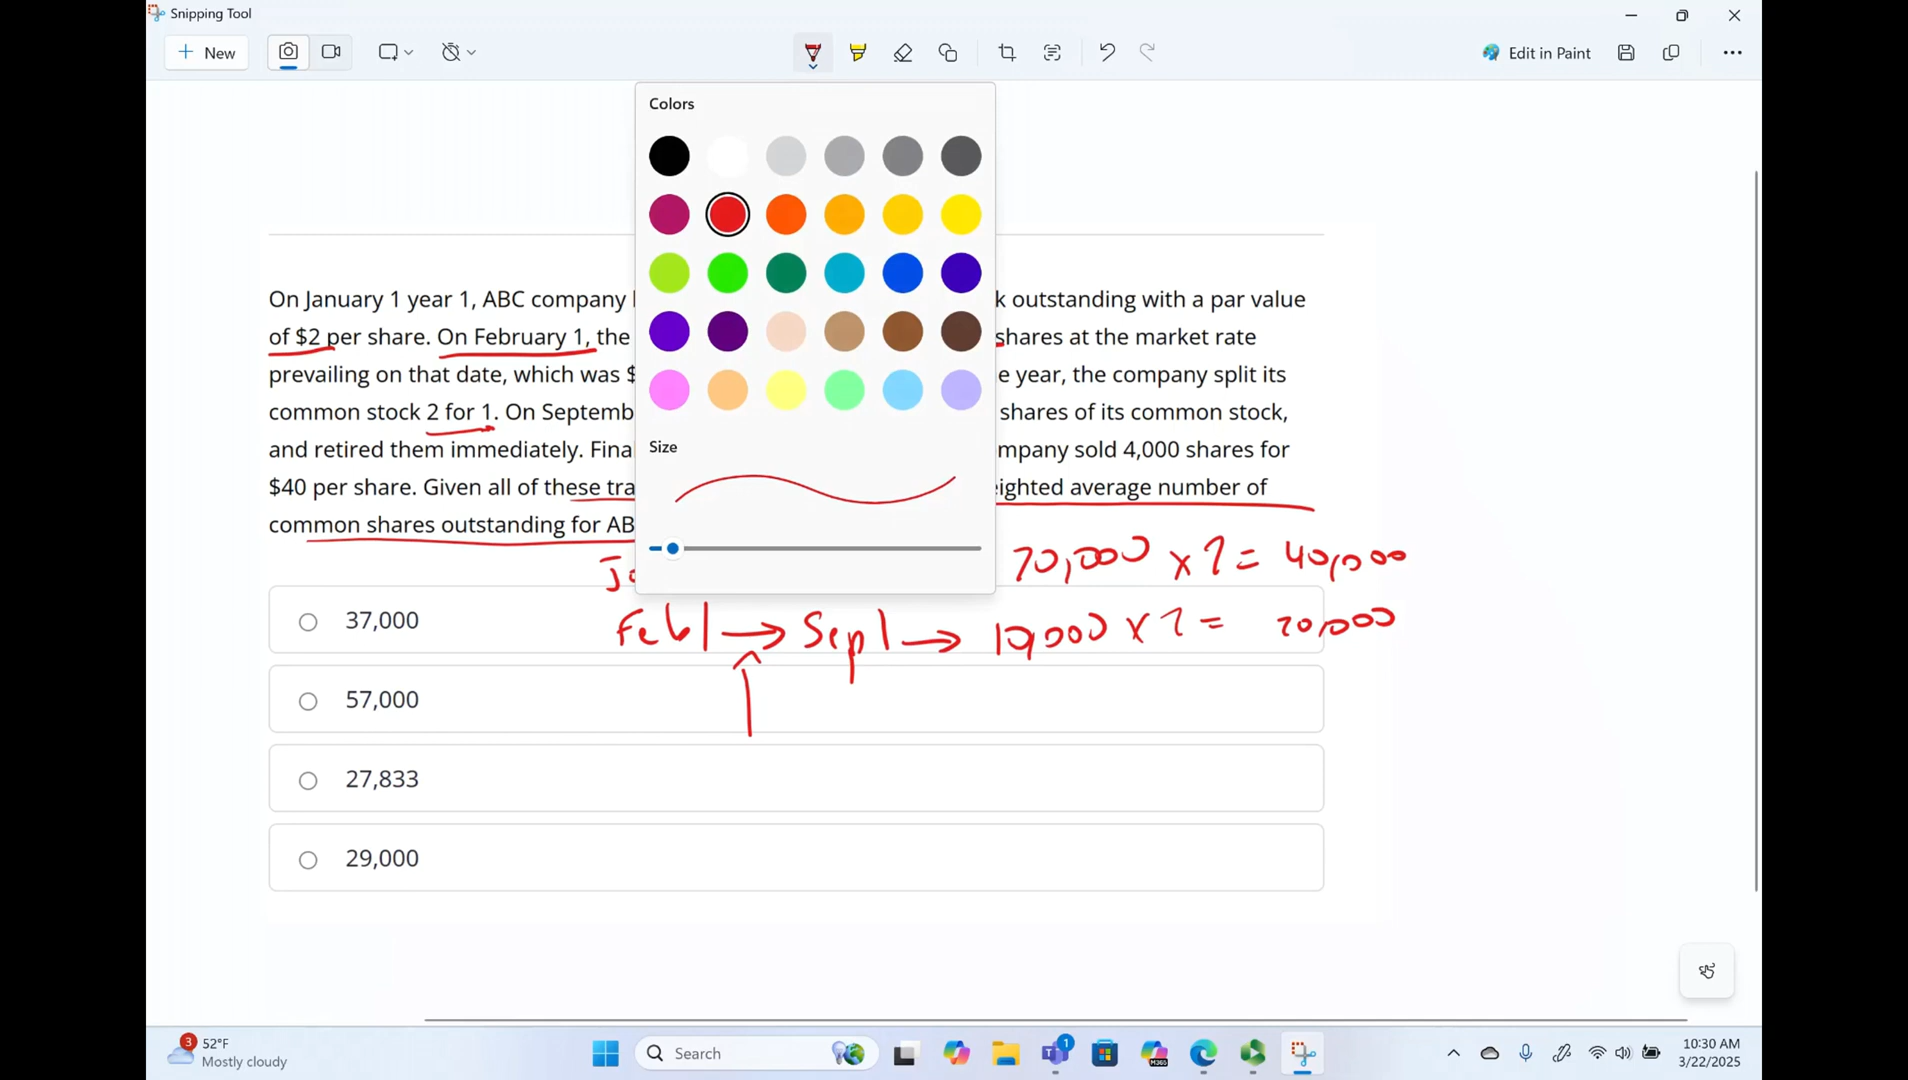 Snipping Tool
New
Edit in Paint
Colors
On January 1 year 1, ABC company
k outstanding with a par value
of $2 per share. On February 1, the
shares at the market rate
prevailing on that date, which was $
e year, the company split its
common stock 2 for 1. On Septemb
shares of its common stock,
and retired them immediately. Fina
mpany sold 4,000 shares for
$40 per share. Given all of these tra
eighted average number of
common shares outstanding for AB
Size
Ja
20,000 x 2 = 40,000
Feb 1 → Sep 1 → 10,000 x 2 = 20,000
37,000
57,000
27,833
29,000
3
52°F
Mostly cloudy
Search
1
M365
10:30 AM
3/22/2025